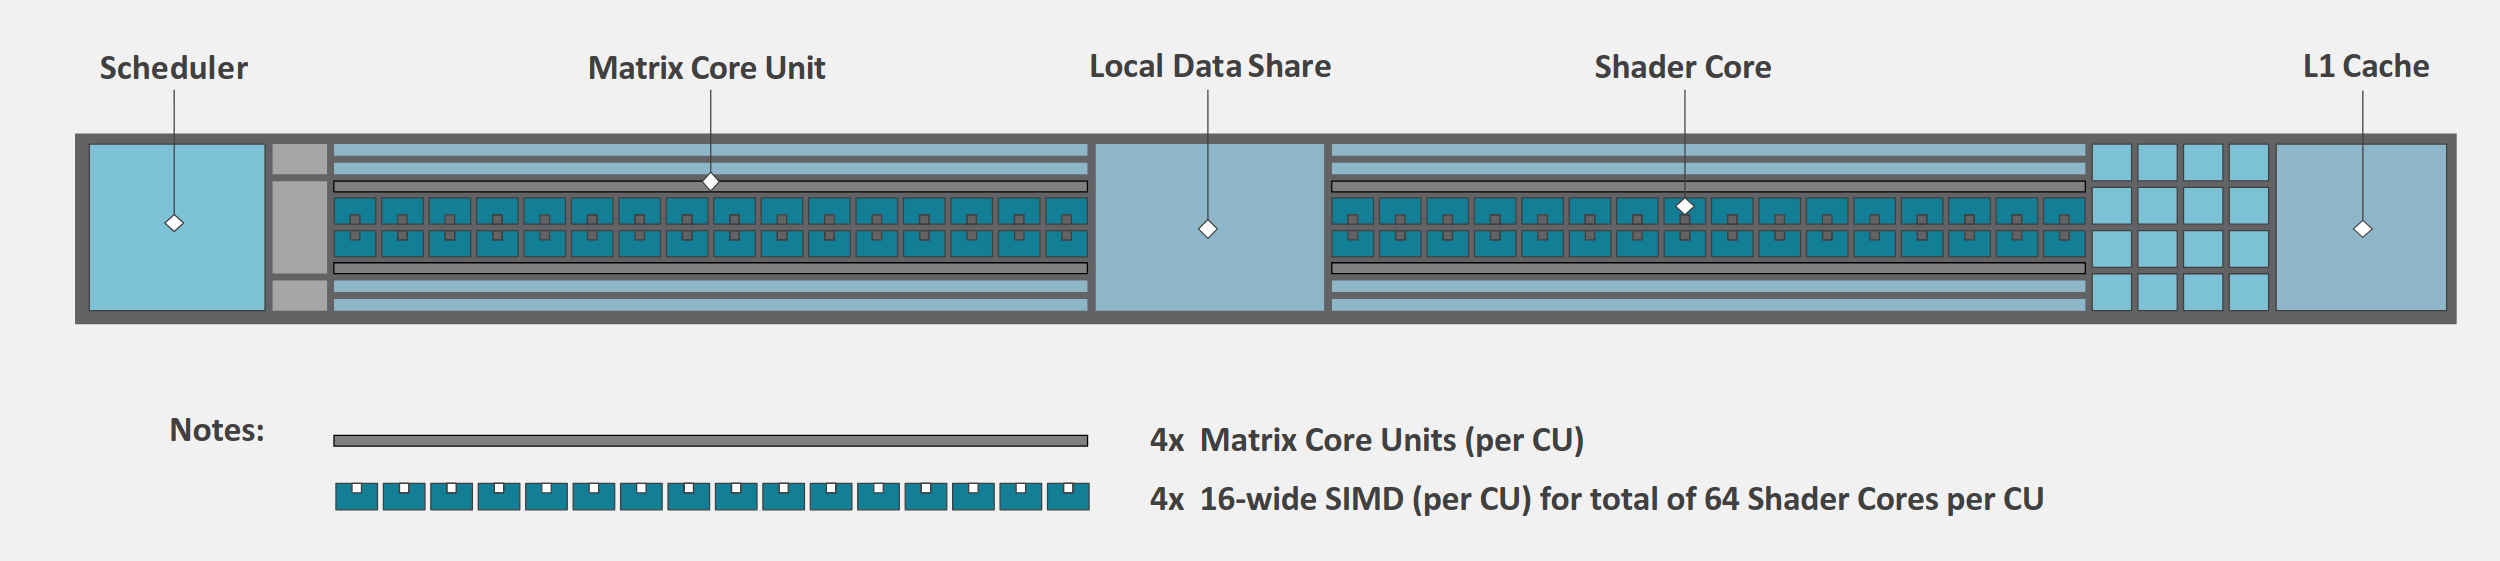 Scheduler
Matrix Core Unit
Local Data Share
Shader Core
L1 Cache
Notes:
4x Matrix Core Units (per CU)
4x 16-wide SIMD (per CU) for total of 64 Shader Cores per CU